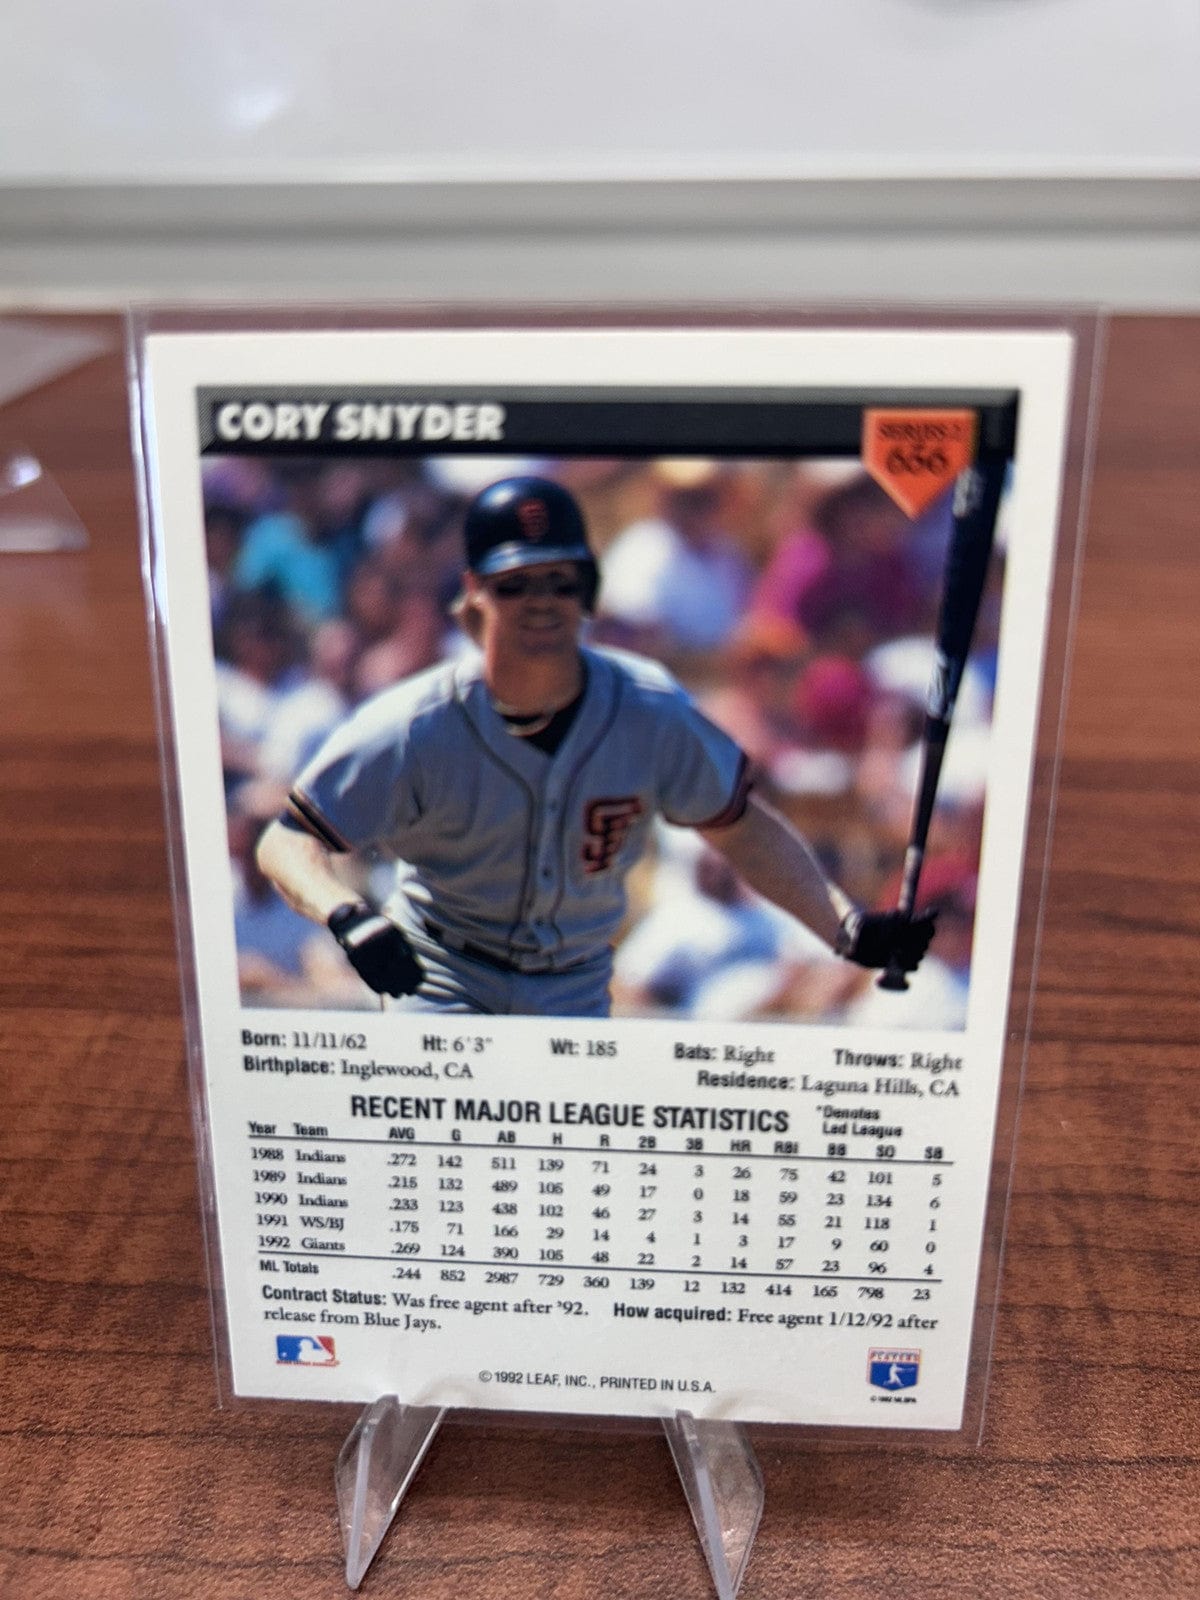 CORY SNYDER
SERIES 2
656
SF
SF
Born: 11/11/62 Ht: 6'3" Wt: 185 Bats: Right Throws: Right
Birthplace: Inglewood, CA Residence: Laguna Hills, CA
RECENT MAJOR LEAGUE STATISTICS *Denotes
Led League
Year Team AVG G AB H R 2B 3B HR RBI BB SO SB
1988 Indians .272 142 511 139 71 24 3 26 75 42 101 5
1989 Indians .215 132 489 105 49 17 0 18 59 23 134 6
1990 Indians .233 123 438 102 46 27 3 14 55 21 118 1
1991 WS/BJ .175 71 166 29 14 4 1 3 17 9 60 0
1992 Giants .269 124 390 105 48 22 2 14 57 23 96 4
ML Totals .244 852 2987 729 360 139 12 132 414 165 798 23
Contract Status: Was free agent after '92. How acquired: Free agent 1/12/92 after
release from Blue Jays.
PLAYERS
©1992 LEAF, INC., PRINTED IN U.S.A.
© 1992 MLBPA